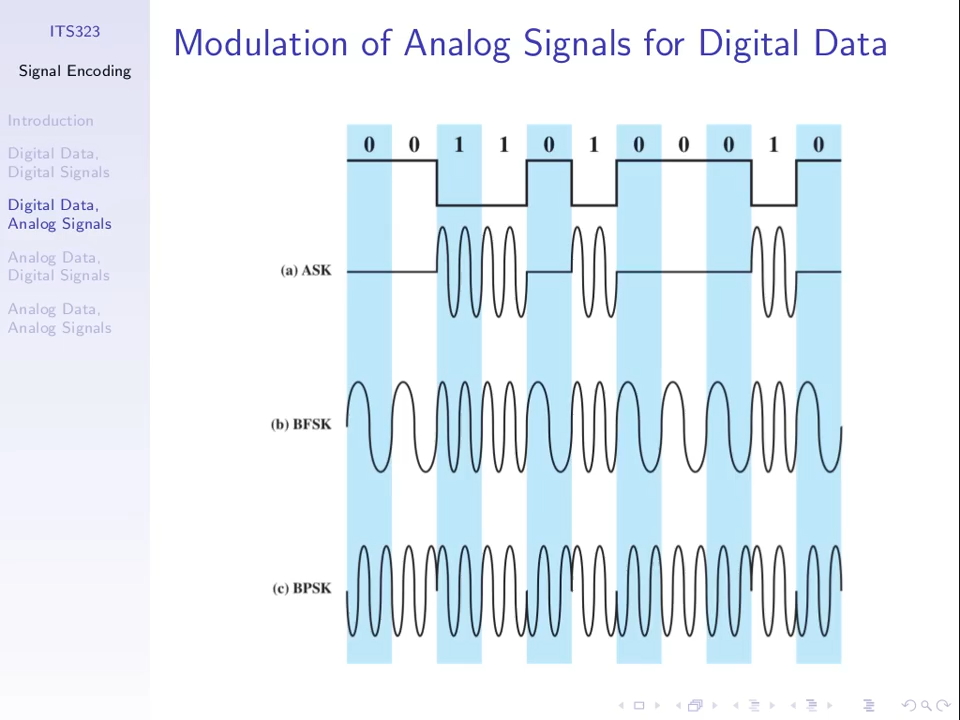 ITS323
Signal Encoding
Introduction
Digital Data,
Digital Signals
Digital Data,
Analog Signals
Analog Data,
Digital Signals
Analog Data,
Analog Signals
Modulation of Analog Signals for Digital Data
0 0 1 1 0 1 0 0 0 1 0
(a) ASK
(b) BFSK
(c) BPSK